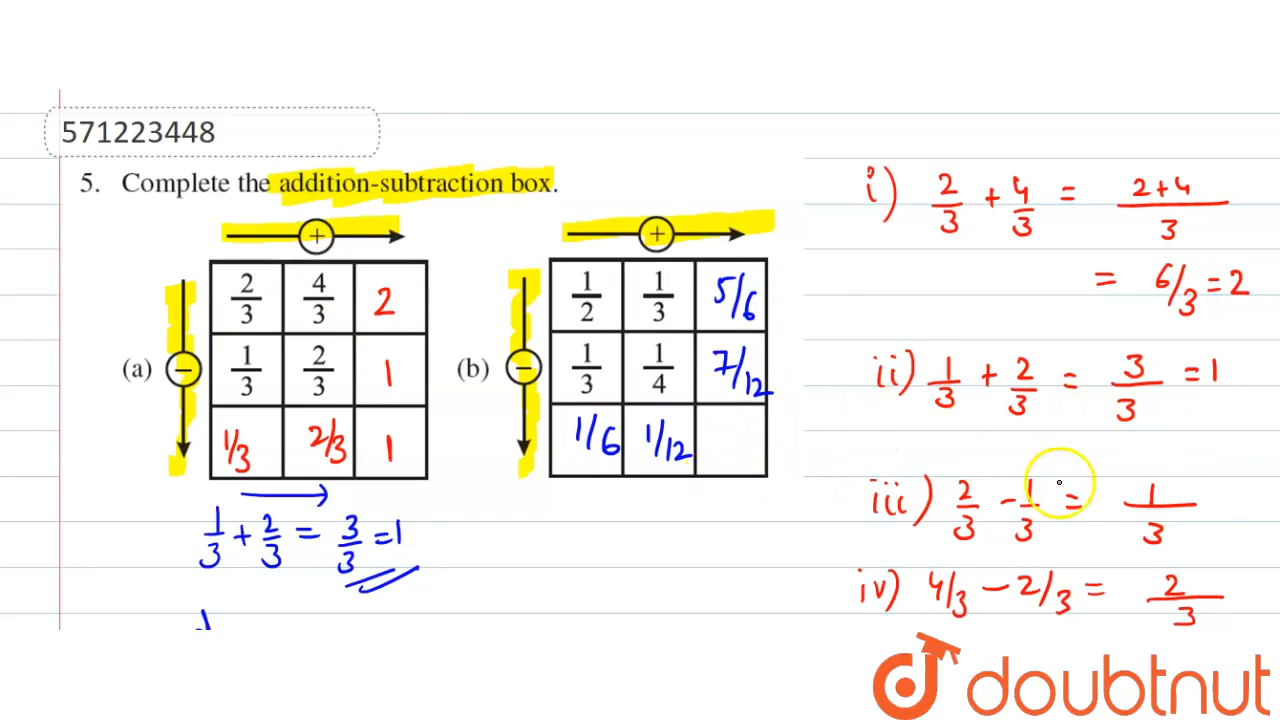 571223448
5. Complete the addition-subtraction box.
+ +
(a) −
2/3 4/3 2
1/3 2/3 1
1/3 2/3 1
(b) −
1/2 1/3 5/6
1/3 1/4 7/12
1/6 1/12
1/3 + 2/3 = 3/3 = 1
i) 2/3 + 4/3 = 2+4/3
= 6/3 = 2
ii) 1/3 + 2/3 = 3/3 = 1
iii) 2/3 − 1/3 = 1/3
iv) 4/3 − 2/3 = 2/3
doubtnut